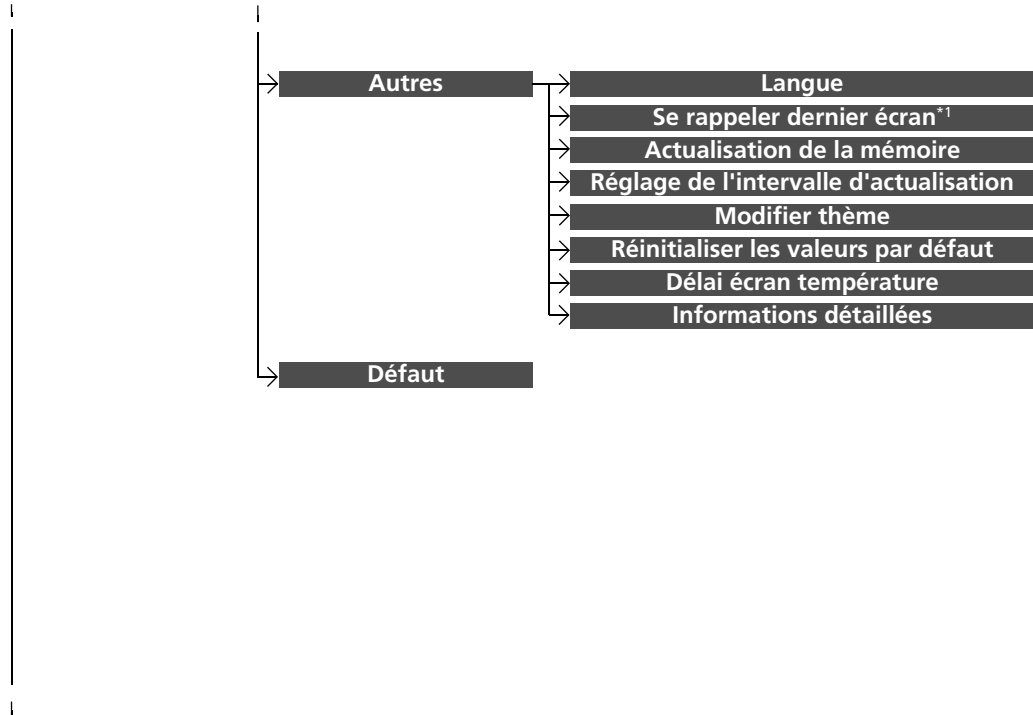 Autres
Langue
Se rappeler dernier écran*1
Actualisation de la mémoire
Réglage de l'intervalle d'actualisation
Modifier thème
Réinitialiser les valeurs par défaut
Délai écran température
Informations détaillées
Défaut